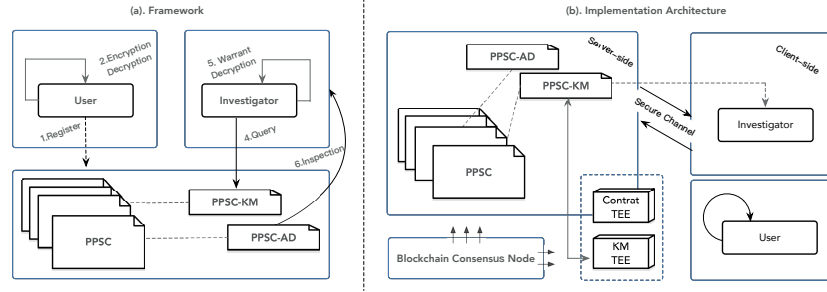 (a). Framework
2.Encryption
Decryption
User
1.Register
5. Warrant
Decryption
Investigator
4.Query
6.Inspection
PPSC-KM
PPSC-AD
PPSC
(b). Implementation Architecture
PPSC-AD
PPSC-KM
PPSC
Server-side
Client-side
Secure Channel
Investigator
Contrat
TEE
KM
TEE
Blockchain Consensus Node
User